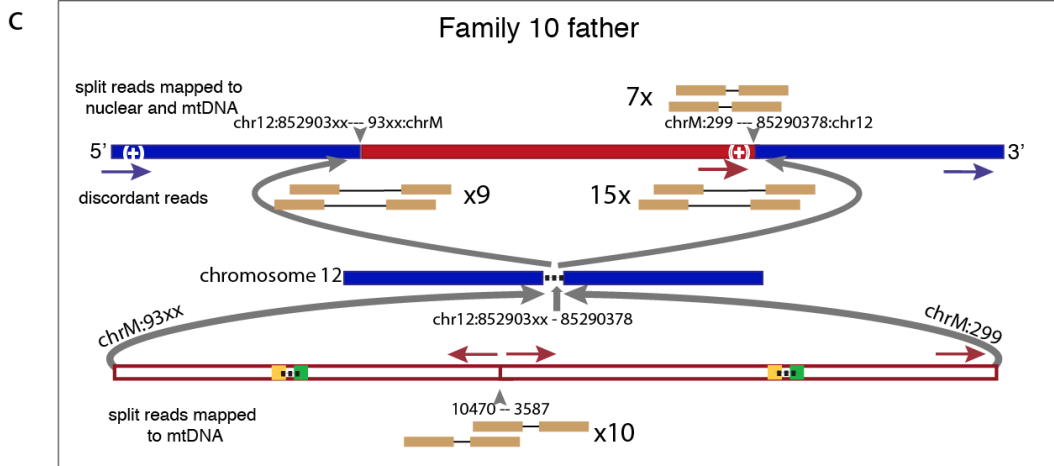 C
Family 10 father
split reads mapped to
nuclear and mtDNA
7x
chr12:852903xx--- 93xx:chrM
chrM:299 --- 85290378:chr12
5’
(+)
(+)
3’
discordant reads
x9
15x
chromosome 12
chr12:852903xx - 85290378
chrM:93xx
chrM:299
split reads mapped
to mtDNA
10470 -- 3587
x10